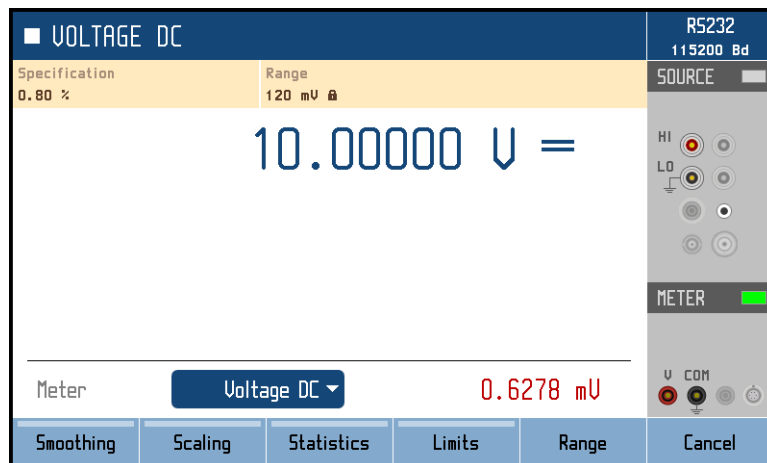 VOLTAGE DC
RS232
115200 Bd
Specification
0.80 %
Range
120 mV
SOURCE
10.00000 V =
HI
LO
METER
Meter
Voltage DC
0.6278 mV
V COM
Smoothing
Scaling
Statistics
Limits
Range
Cancel